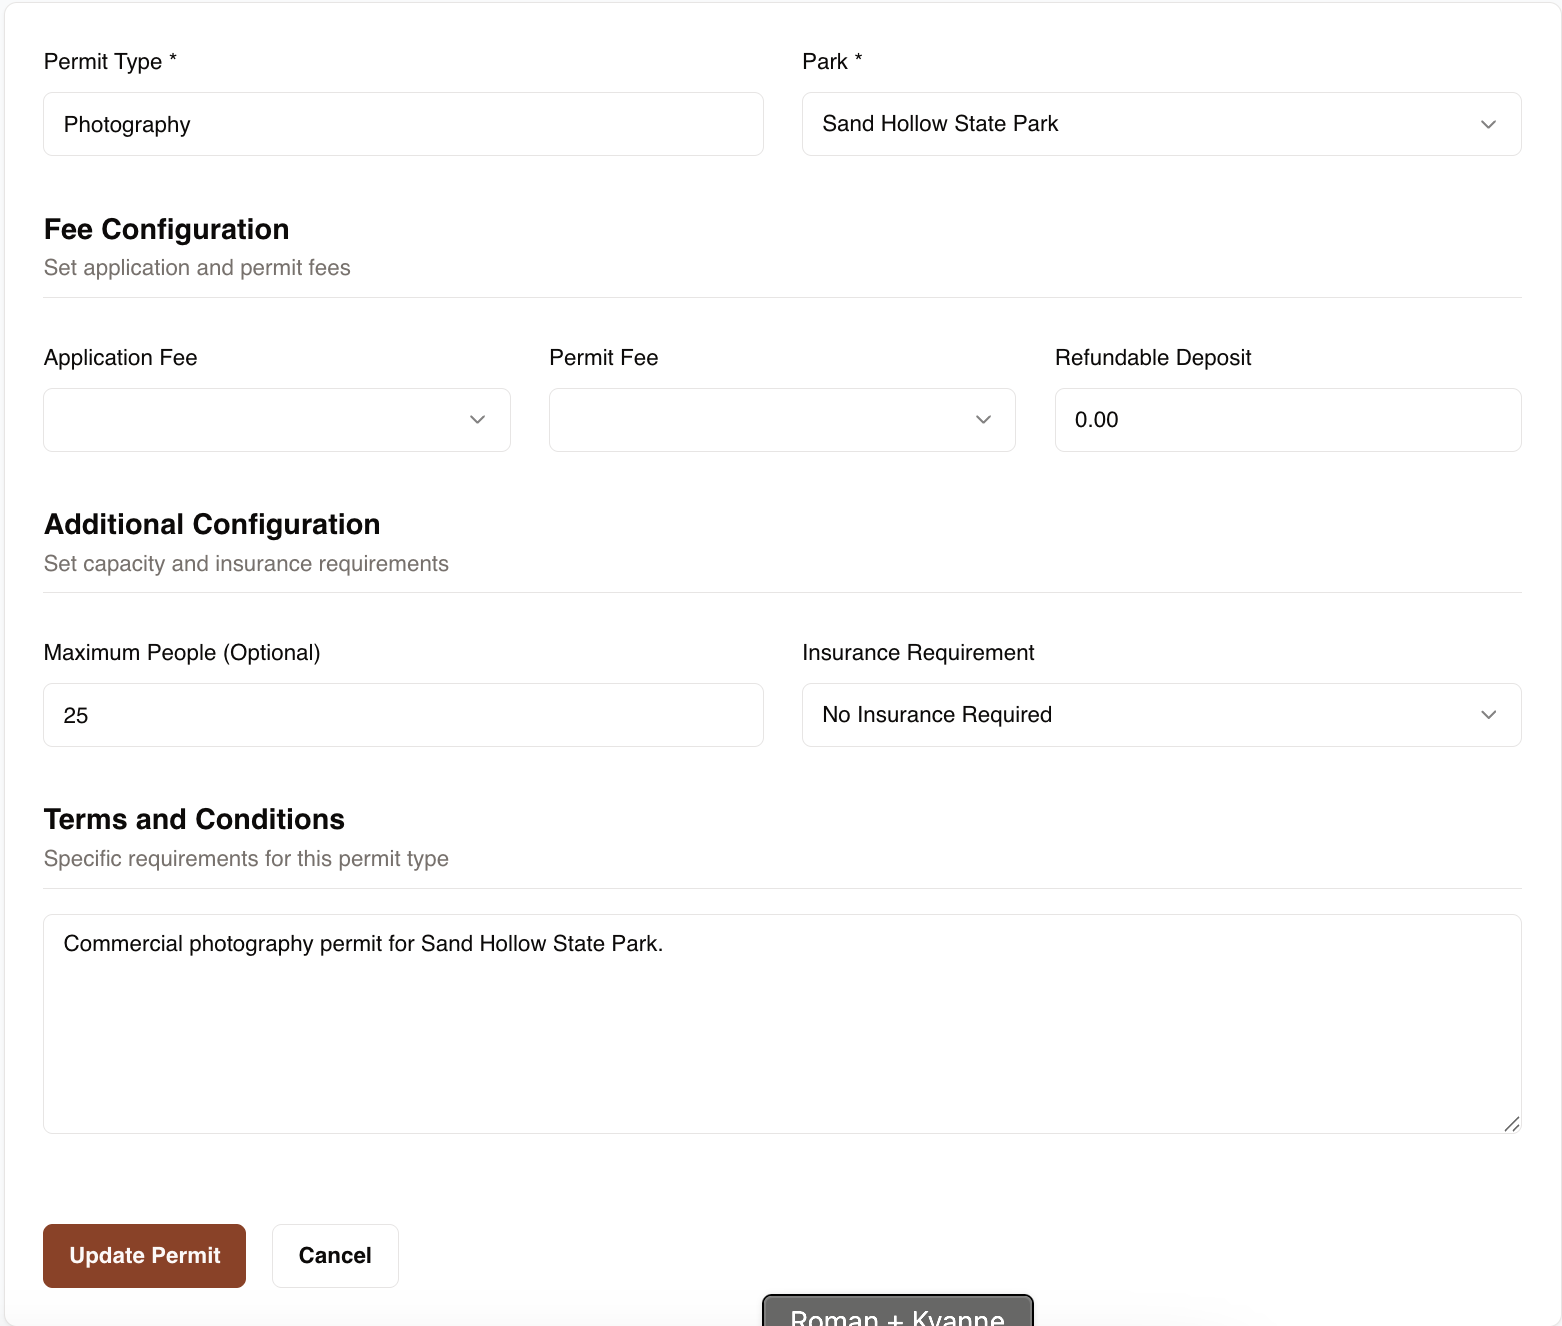 Permit Type *
Park *
Photography
Sand Hollow State Park
Fee Configuration
Set application and permit fees
Application Fee
Permit Fee
Refundable Deposit
0.00
Additional Configuration
Set capacity and insurance requirements
Maximum People (Optional)
Insurance Requirement
25
No Insurance Required
Terms and Conditions
Specific requirements for this permit type
Commercial photography permit for Sand Hollow State Park.
Update Permit
Cancel
Roman + Kyanne